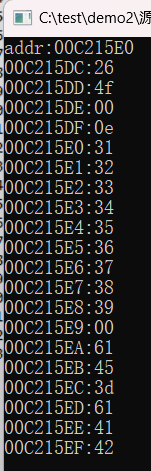 C:\test\demo2\源
addr:00C215E0
00C215DC:26
00C215DD:4f
00C215DE:00
00C215DF:0e
00C215E0:31
00C215E1:32
00C215E2:33
00C215E3:34
00C215E4:35
00C215E5:36
00C215E6:37
00C215E7:38
00C215E8:39
00C215E9:00
00C215EA:61
00C215EB:45
00C215EC:3d
00C215ED:61
00C215EE:41
00C215EF:42